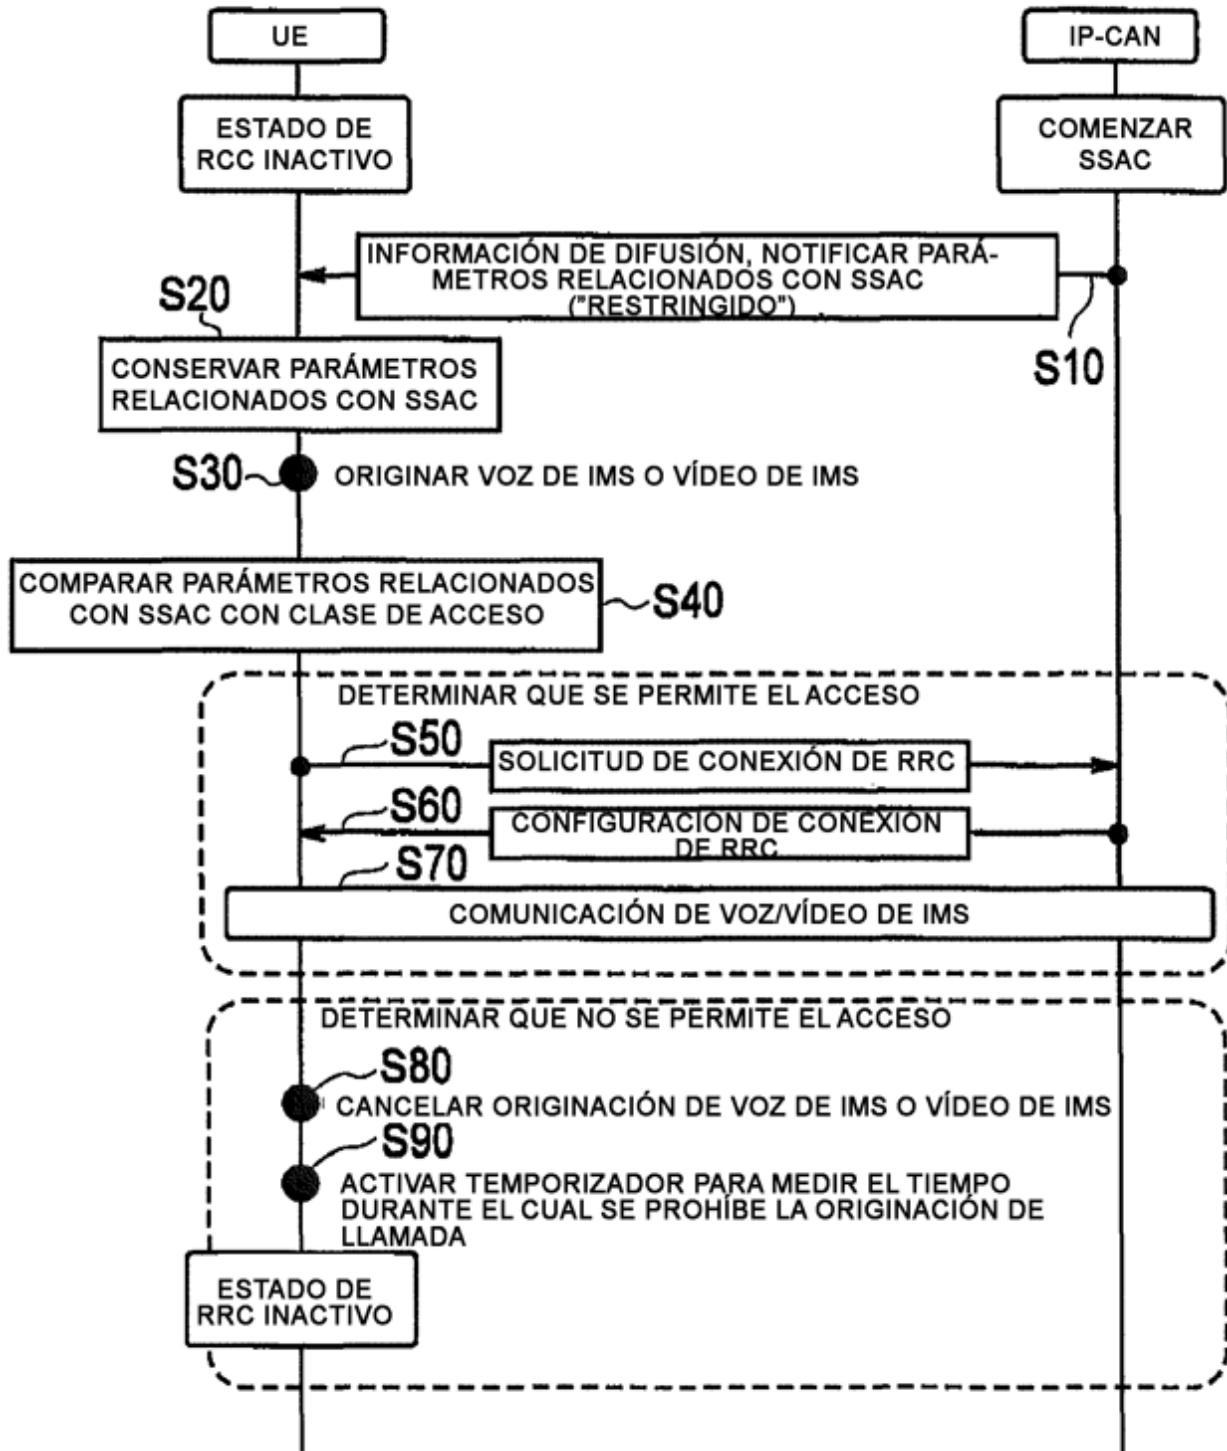 UE
IP-CAN
ESTADO DE
RCC INACTIVO
COMENZAR
SSAC
INFORMACIÓN DE DIFUSIÓN, NOTIFICAR PARÁ-
METROS RELACIONADOS CON SSAC
("RESTRINGIDO")
S10
S20
CONSERVAR PARÁMETROS
RELACIONADOS CON SSAC
S30
ORIGINAR VOZ DE IMS O VÍDEO DE IMS
COMPARAR PARÁMETROS RELACIONADOS
CON SSAC CON CLASE DE ACCESO
S40
DETERMINAR QUE SE PERMITE EL ACCESO
S50
SOLICITUD DE CONEXIÓN DE RRC
S60
CONFIGURACIÓN DE CONEXIÓN
DE RRC
S70
COMUNICACIÓN DE VOZ/VÍDEO DE IMS
DETERMINAR QUE NO SE PERMITE EL ACCESO
S80
CANCELAR ORIGINACIÓN DE VOZ DE IMS O VÍDEO DE IMS
S90
ACTIVAR TEMPORIZADOR PARA MEDIR EL TIEMPO
DURANTE EL CUAL SE PROHÍBE LA ORIGINACIÓN DE
LLAMADA
ESTADO DE
RRC INACTIVO